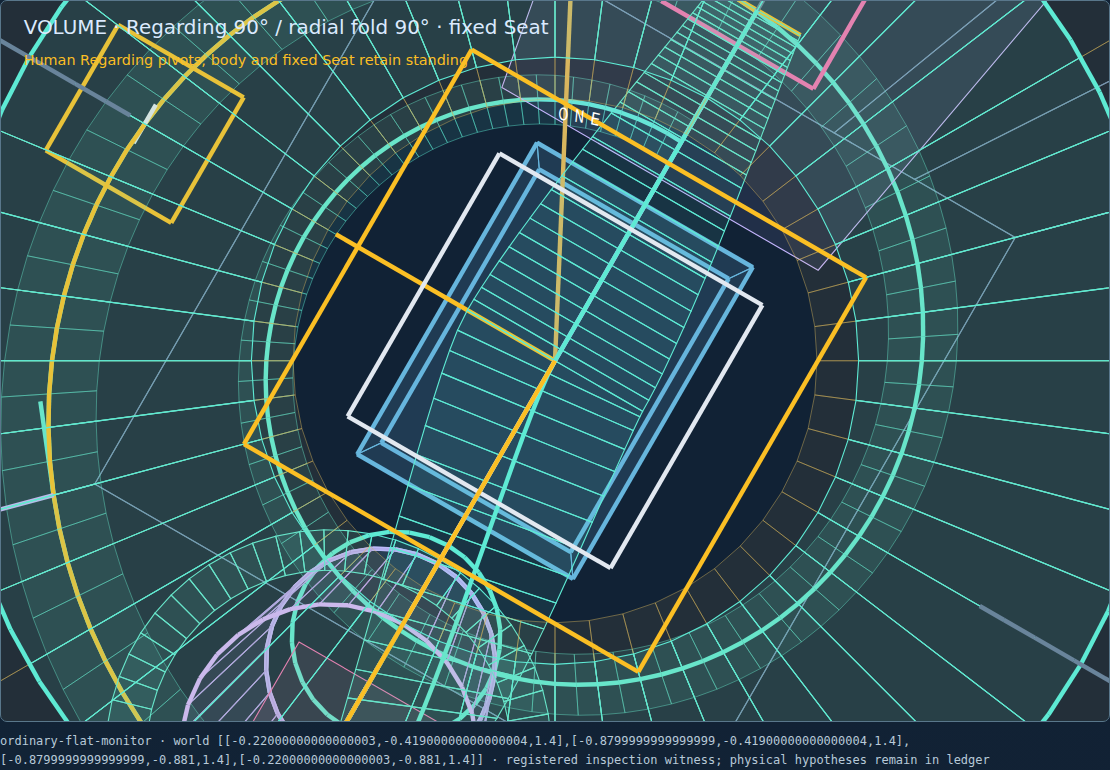 VOLUME · Regarding 90° / radial fold 90° · fixed Seat
Human Regarding pivots; body and fixed Seat retain standing
ONE
ordinary-flat-monitor · world [[-0.22000000000000003,-0.41900000000000004,1.4],[-0.8799999999999999,-0.41900000000000004,1.4],
[-0.8799999999999999,-0.881,1.4],[-0.22000000000000003,-0.881,1.4]] · registered inspection witness; physical hypotheses remain in ledger